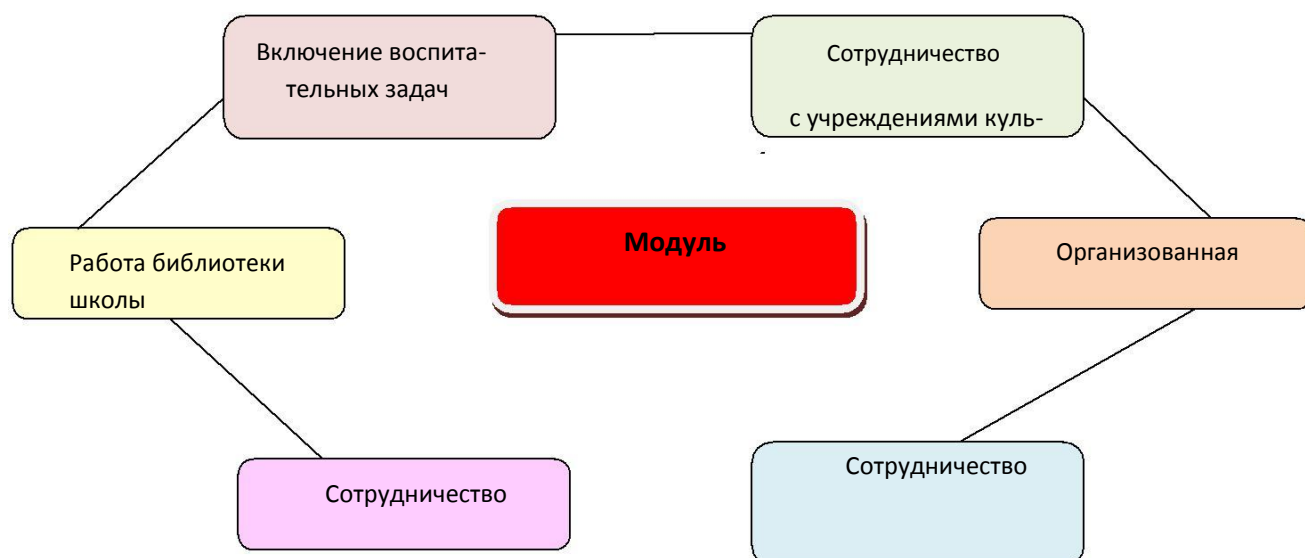 Включение воспита-
тельных задач
Сотрудничество
с учреждениями куль-
Модуль
Работа библиотеки
школы
Организованная
Сотрудничество
Сотрудничество